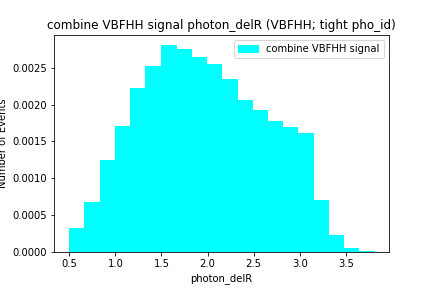 combine VBFHH signal photon_delR (VBFHH; tight pho_id)
combine VBFHH signal
Number of Events
0.0025
0.0020
0.0015
0.0010
0.0005
0.0000
0.5 1.0 1.5 2.0 2.5 3.0 3.5
photon_delR